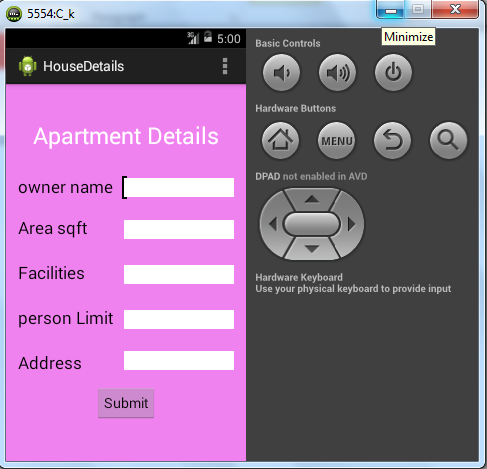 5554:C_k
Minimize
3G 5:00
HouseDetails
Apartment Details
owner name
Area sqft
Facilities
person Limit
Address
Submit
Basic Controls
Hardware Buttons
MENU
DPAD not enabled in AVD
Hardware Keyboard
Use your physical keyboard to provide input